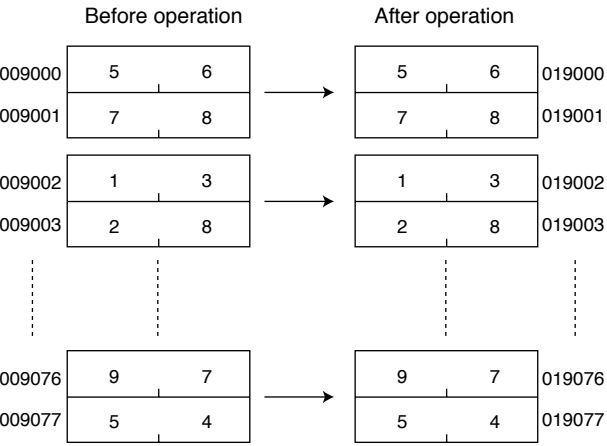 Before operation After operation
009000 5 6 5 6 019000
009001 7 8 7 8 019001
009002 1 3 1 3 019002
009003 2 8 2 8 019003
009076 9 7 9 7 019076
009077 5 4 5 4 019077